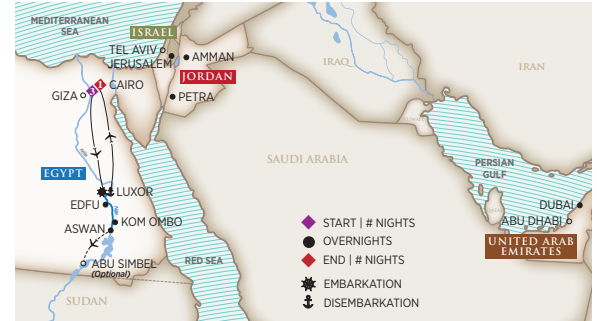 MEDITERRANEAN
SEA
ISRAEL
TEL AVIV
JERUSALEM
AMMAN
JORDAN
PETRA
IRAQ
IRAN
3
1
CAIRO
GIZA
KUWAIT
EGYPT
LUXOR
EDFU
KOM OMBO
ASWAN
ABU SIMBEL
(Optional)
SUDAN
RED SEA
SAUDI ARABIA
PERSIAN
GULF
DUBAI
ABU DHABI
UNITED ARAB
EMIRATES
START | # NIGHTS
OVERNIGHTS
END | # NIGHTS
EMBARKATION
DISEMBARKATION